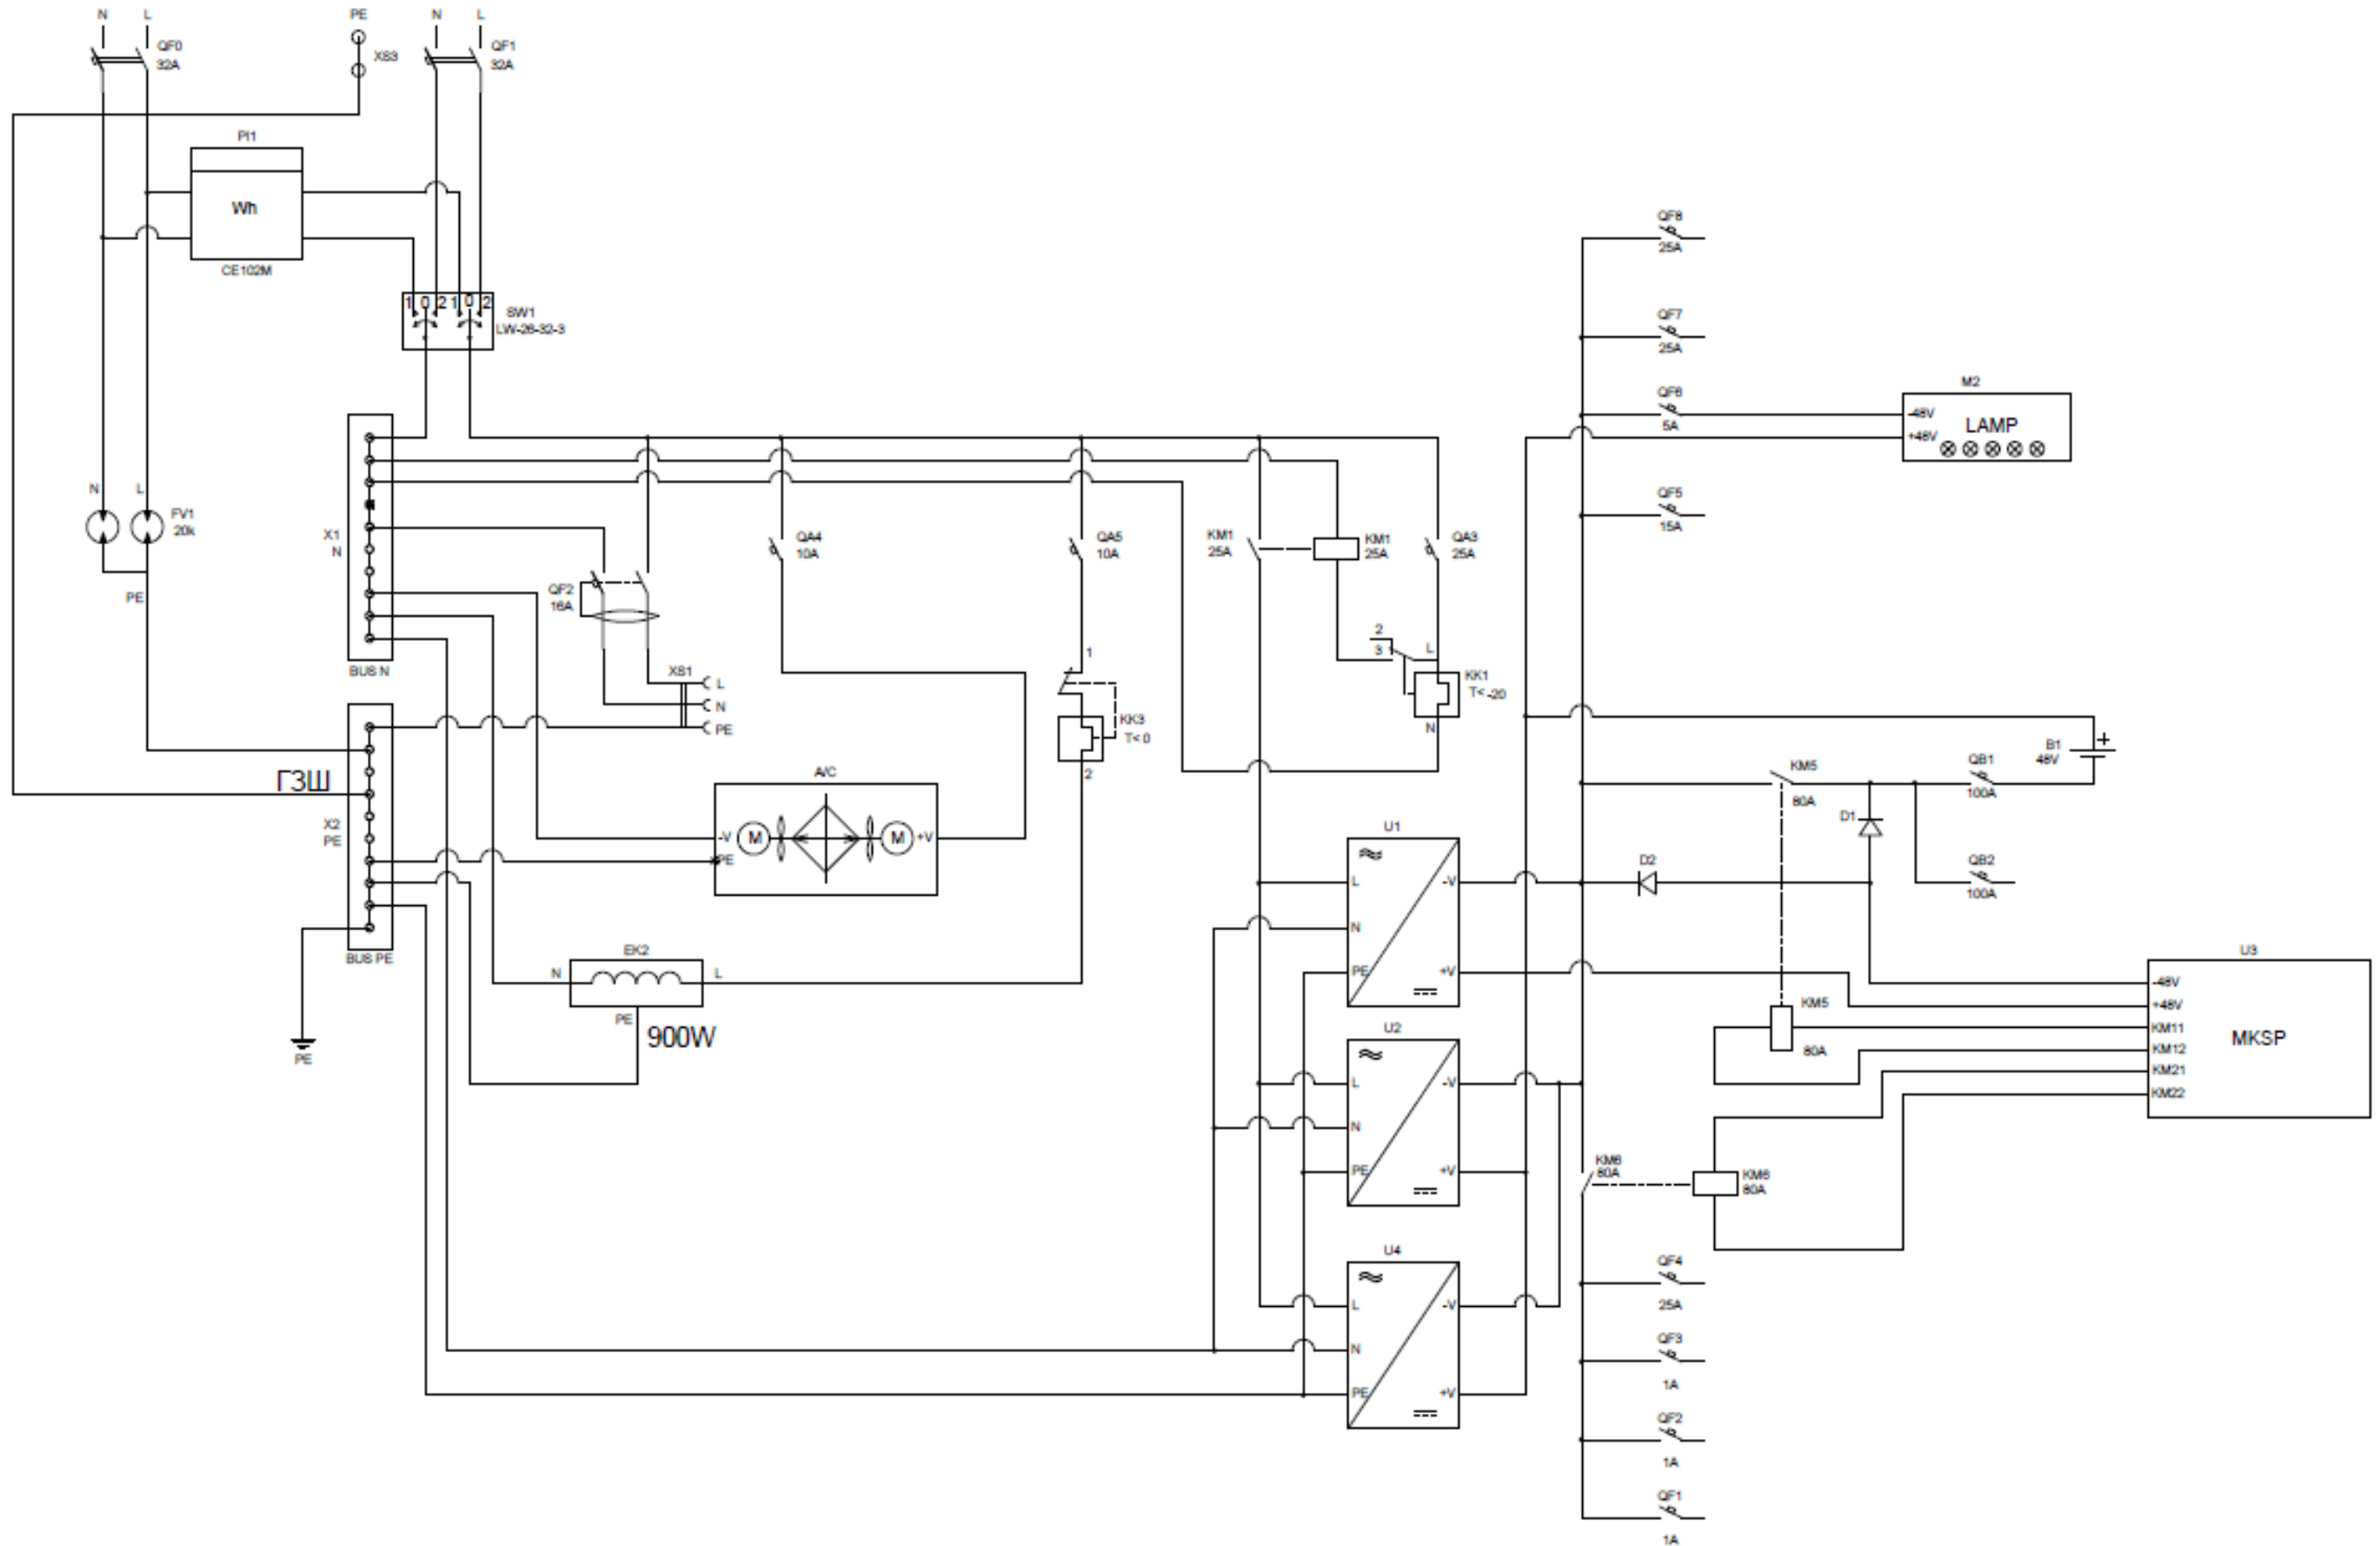 N
L
PE
N
L
QF0
32A
XS3
QF1
32A
PI1
Wh
CE102M
1 0 2 1 0 2
SW1
LW-26-32-3
QF8
25A
QF7
25A
M2
QF6
5A
-48V
+48V
LAMP
QF5
15A
N
L
FV1
20k
PE
X1
N
BUS N
QF2
16A
QA4
10A
QA5
10A
KM1
25A
KM1
25A
QA3
25A
2
3
L
KK1
T< -20
N
1
KK3
T< 0
2
XS1
L
N
PE
ГЗШ
X2
PE
BUS PE
PE
A/C
-V
M
M
+V
PE
EK2
N
L
PE
900W
U1
L
-V
N
PE
+V
U2
L
-V
N
PE
+V
U4
L
-V
N
PE
+V
B1
48V
+
KM5
80A
QB1
100A
D1
D2
QB2
100A
U3
-48V
+48V
KM11
KM12
KM21
KM22
MKSP
KM5
80A
KM6
80A
KM6
80A
QF4
25A
QF3
1A
QF2
1A
QF1
1A